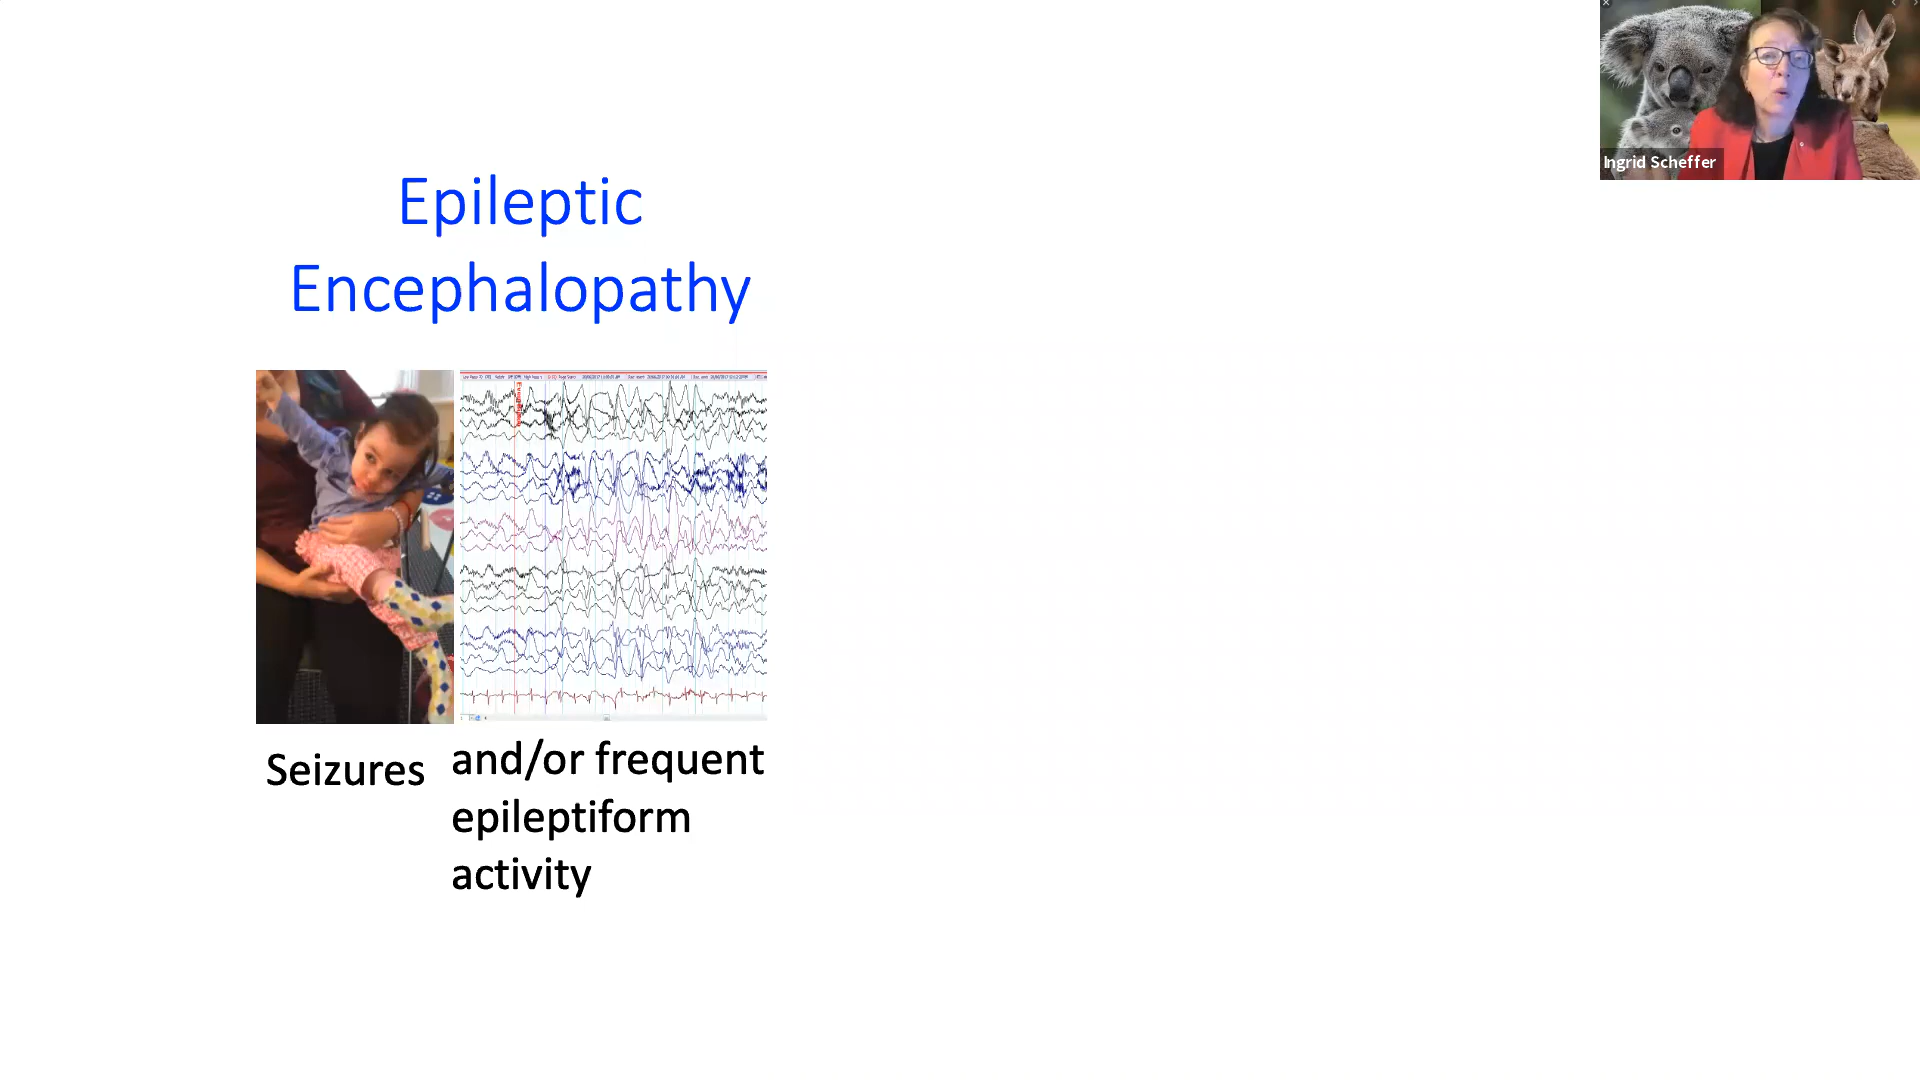 Epileptic
Encephalopathy
Seizures
and/or frequent
epileptiform
activity
Ingrid Scheffer